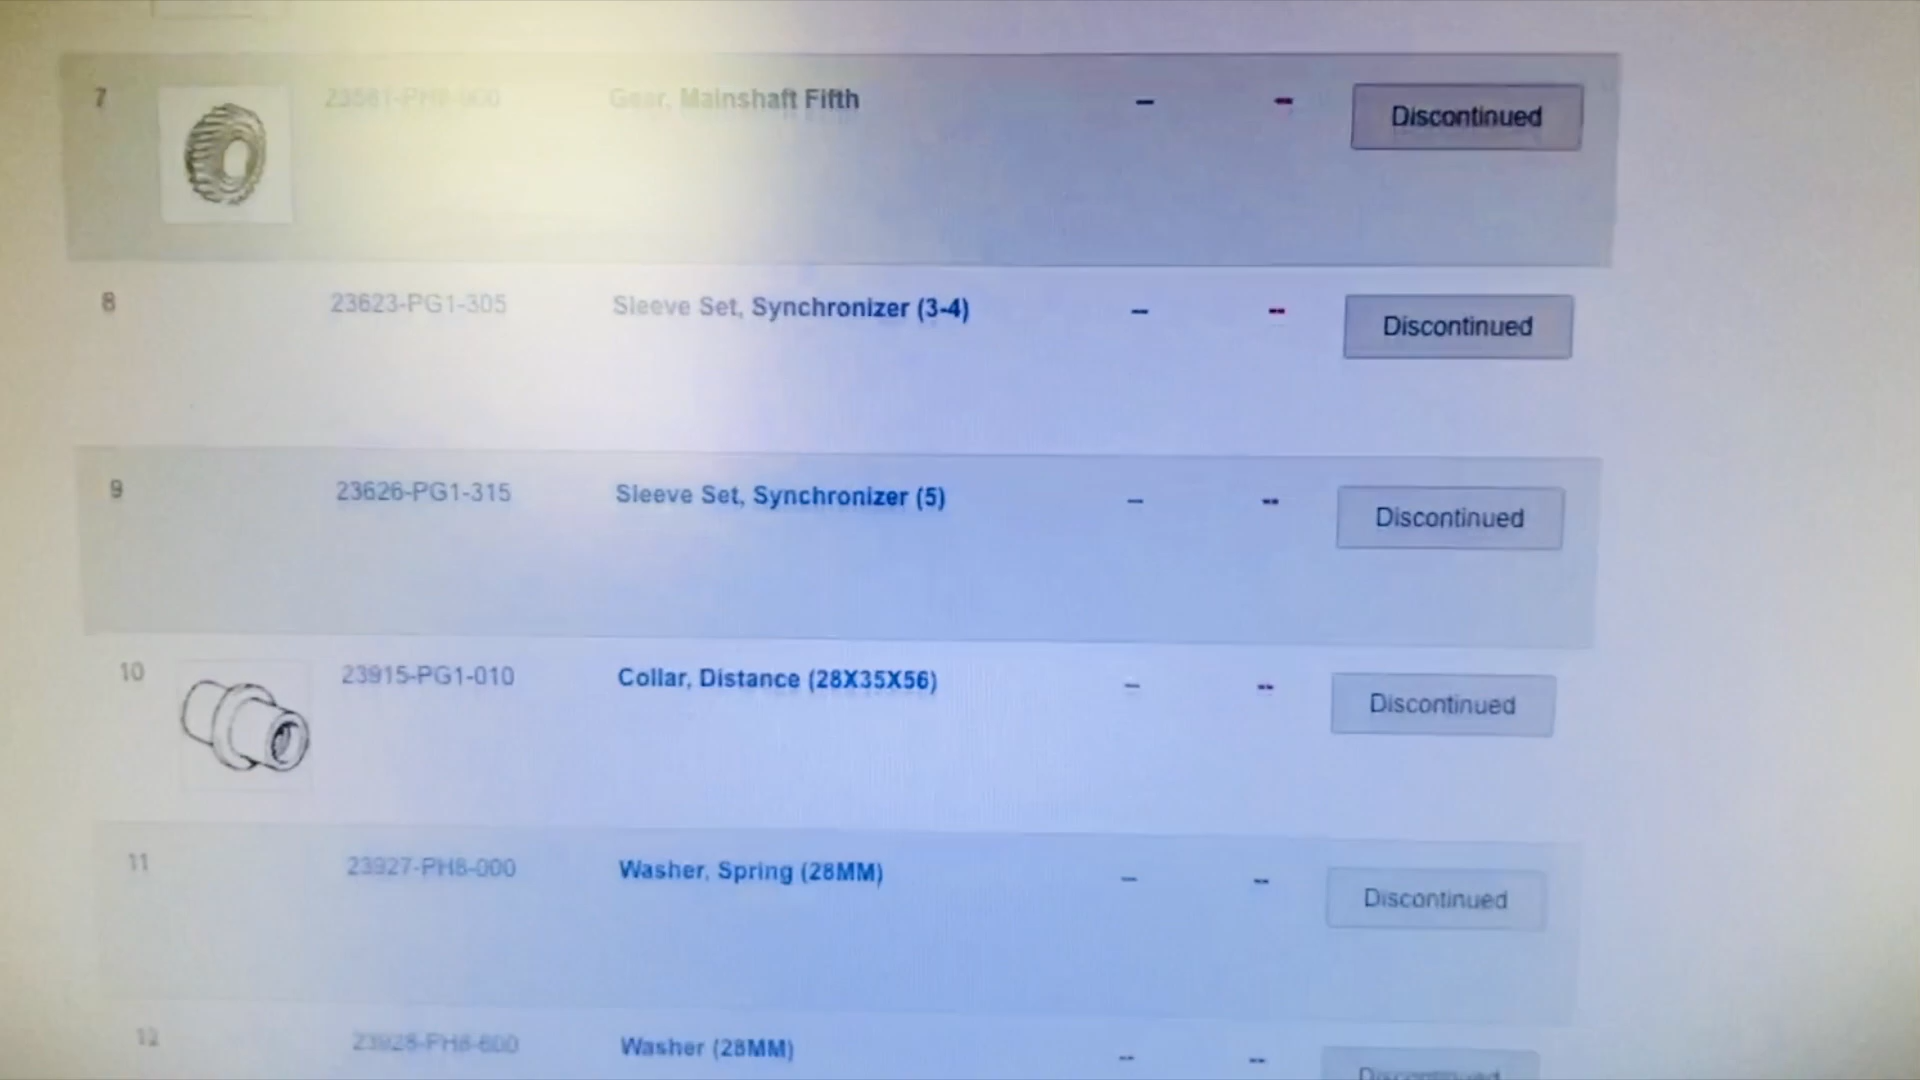 7 Gear, Mainshaft Fifth -- -- Discontinued
8 23623-PG1-305 Sleeve Set, Synchronizer (3-4) -- -- Discontinued
9 23626-PG1-315 Sleeve Set, Synchronizer (5) -- -- Discontinued
10 23915-PG1-010 Collar, Distance (28X35X56) -- -- Discontinued
11 23927-PH8-000 Washer, Spring (28MM) -- -- Discontinued
12 Washer (28MM) -- -- Discontinued